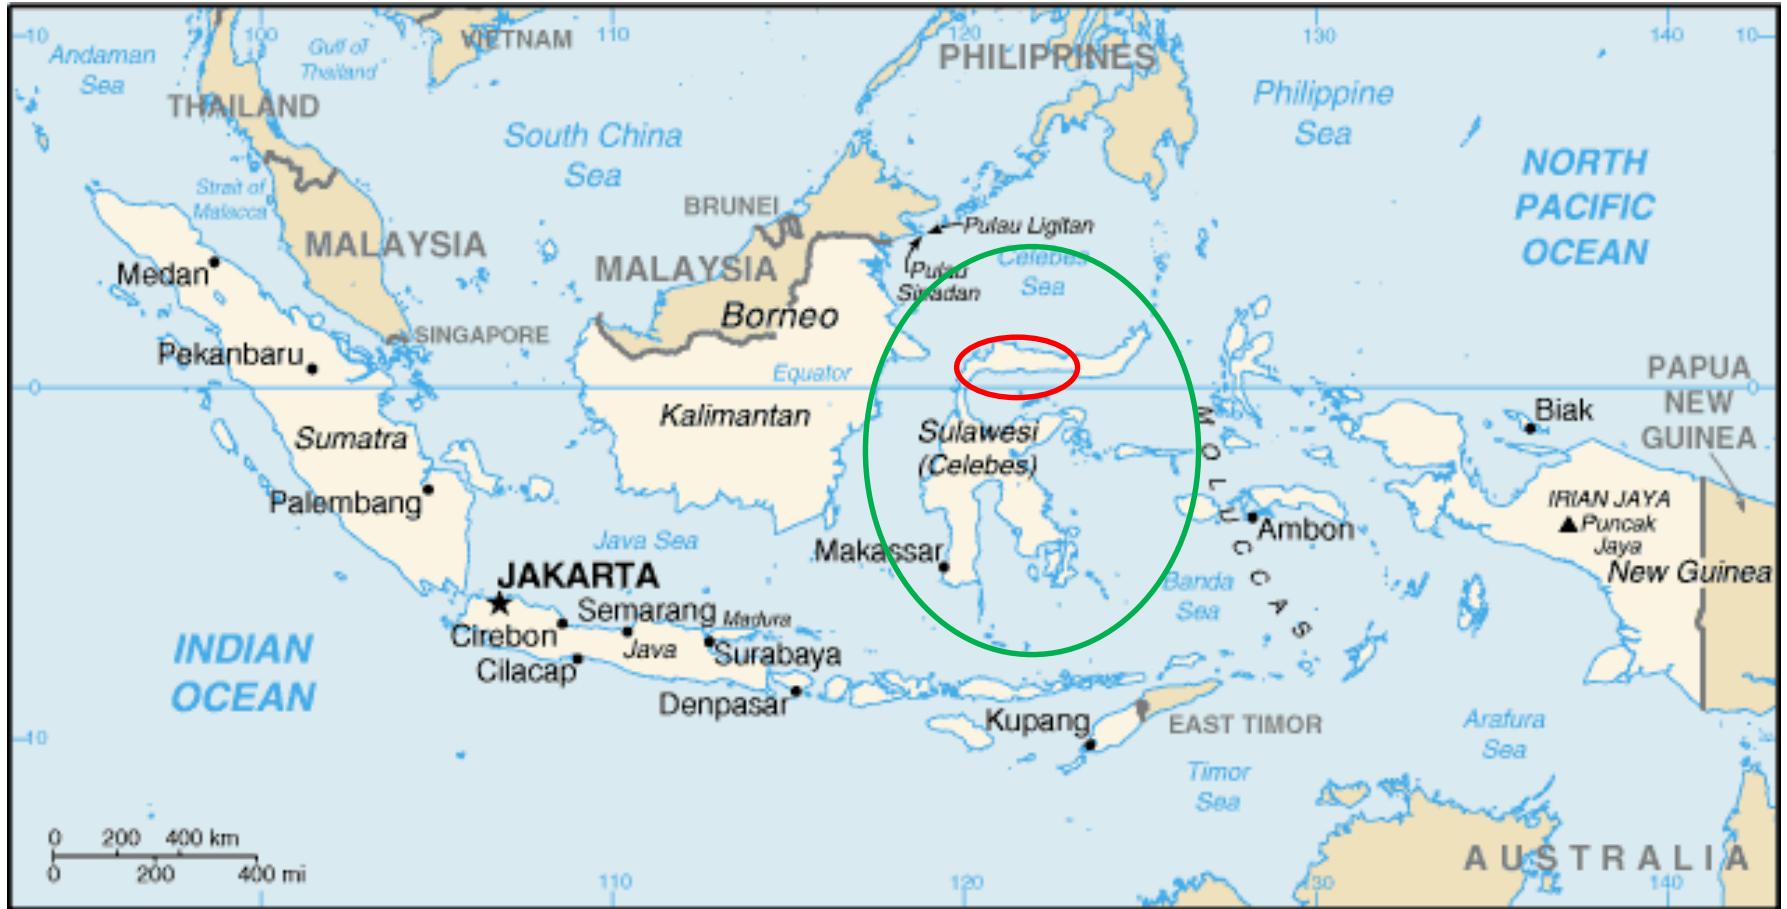 10
100
110
120
130
140
10
Andaman
Sea
Gulf of
Thailand
VIETNAM
PHILIPPINES
Philippine
Sea
THAILAND
South China
Sea
NORTH
PACIFIC
OCEAN
Strait of
Malacca
BRUNEI
Pulau Ligitan
MALAYSIA
MALAYSIA
Celebes
Sea
Pulau
Sipadan
Medan
Borneo
SINGAPORE
Pekanbaru
PAPUA
NEW
GUINEA
Equator
0
0
Kalimantan
Biak
Sumatra
Sulawesi
(Celebes)
MOLUCCAS
Palembang
IRIAN JAYA
Puncak
Jaya
Ambon
Java Sea
Makassar
New Guinea
JAKARTA
Banda
Sea
Semarang
Madura
Cirebon
Java
Surabaya
INDIAN
OCEAN
Cilacap
Denpasar
Kupang
EAST TIMOR
Arafura
Sea
10
Timor
Sea
0 200 400 km
0 200 400 mi
AUSTRALIA
110
120
130
140